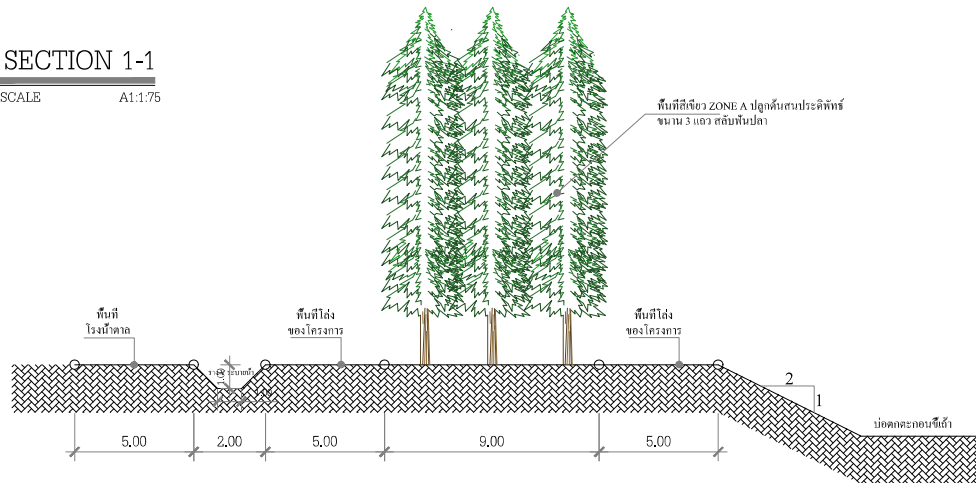 SECTION 1-1
SCALE A1:1:75
พื้นที่สีเขียว ZONE A ปลูกต้นสนประดิพัทธ์
ขนาน 3 แถว สลับฟันปลา
พื้นที่
โรงน้ำตาล
พื้นที่โล่ง
ของโครงการ
พื้นที่โล่ง
ของโครงการ
1.00
2
1
บ่อตกตะกอนขี้เถ้า
5.00
2.00
5.00
9.00
5.00